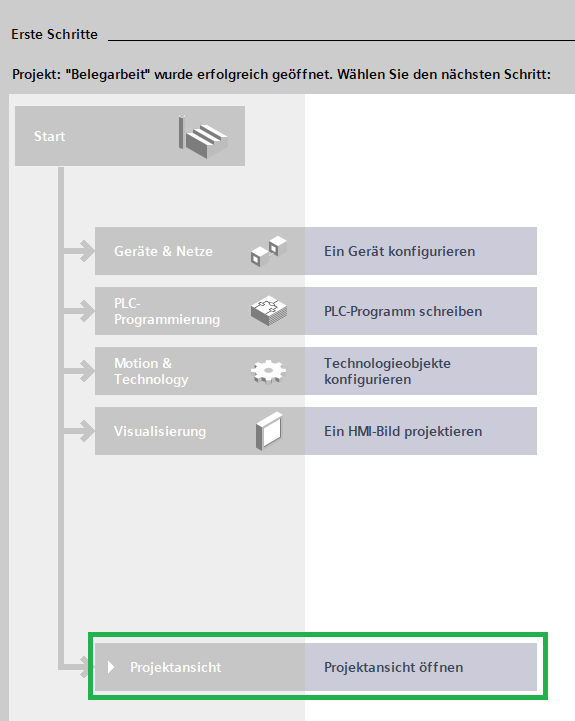 Erste Schritte
Projekt: "Belegarbeit" wurde erfolgreich geöffnet. Wählen Sie den nächsten Schritt:
Start
Geräte & Netze
Ein Gerät konfigurieren
PLC-
Programmierung
PLC-Programm schreiben
Motion &
Technology
Technologieobjekte
konfigurieren
Visualisierung
Ein HMI-Bild projektieren
Projektansicht
Projektansicht öffnen